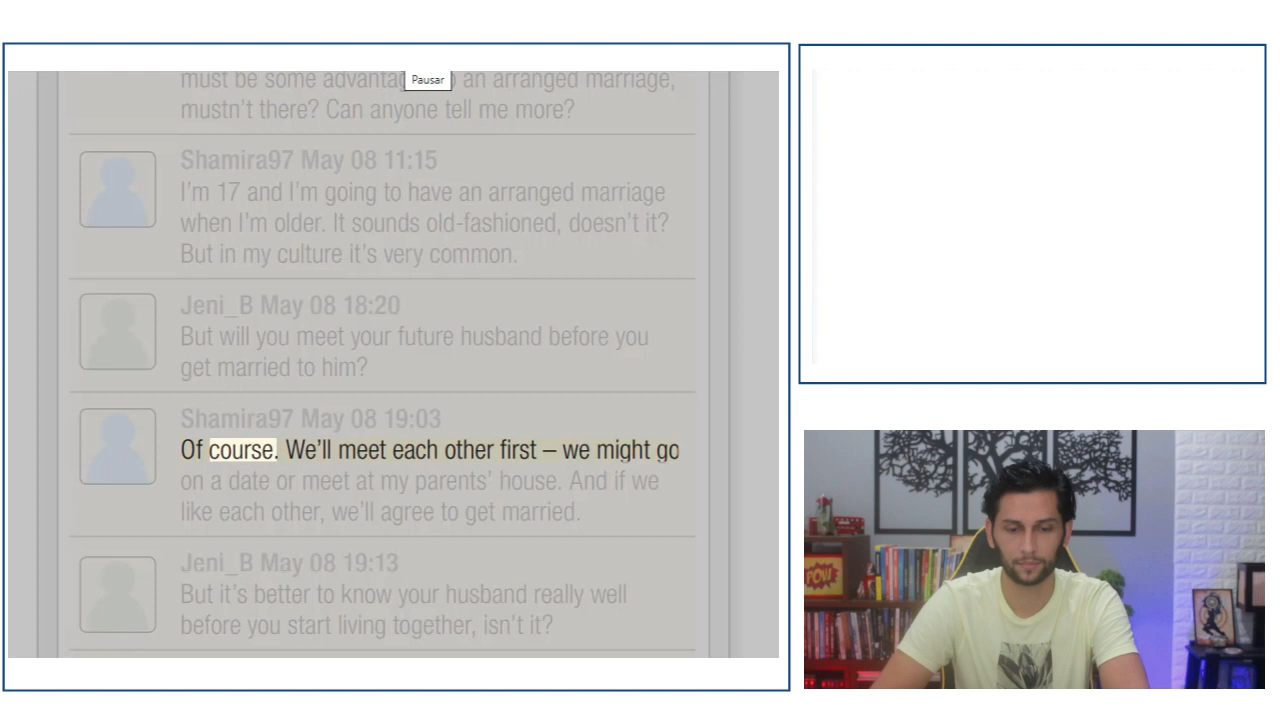 must be some advantag
) an arranged marriage,
Pausar
mustn't there? Can anyone tell me more?
Shamira97 May 08 11:15
I'm 17 and I'm going to have an arranged marriage
when I'm older. It sounds old-fashioned, doesn't it?
But in my culture it's very common.
Jeni_B May 08 18:20
But will you meet your future husband before you
get married to him?
Shamira97 May 08 19:03
Of course. We'll meet each other first – we might go
on a date or meet at my parents' house. And if we
like each other, we'll agree to get married.
Jeni_B May 08 19:13
But it's better to know your husband really well
before you start living together, isn't it?
POW